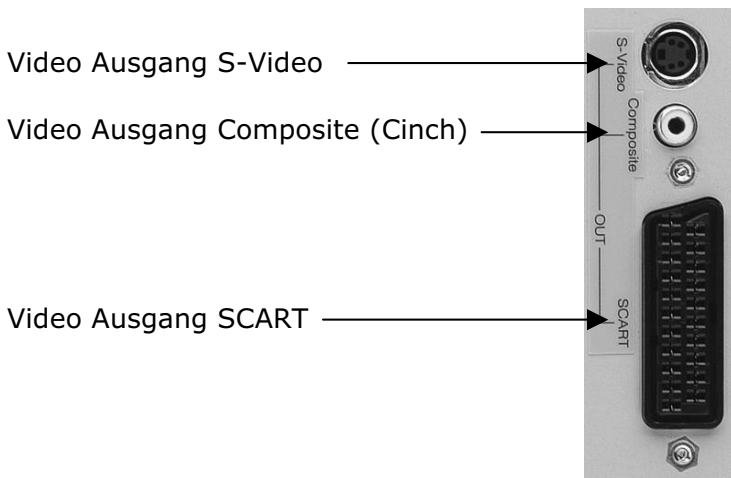 Video Ausgang S-Video
Video Ausgang Composite (Cinch)
Video Ausgang SCART
S-Video
Composite
OUT
SCART